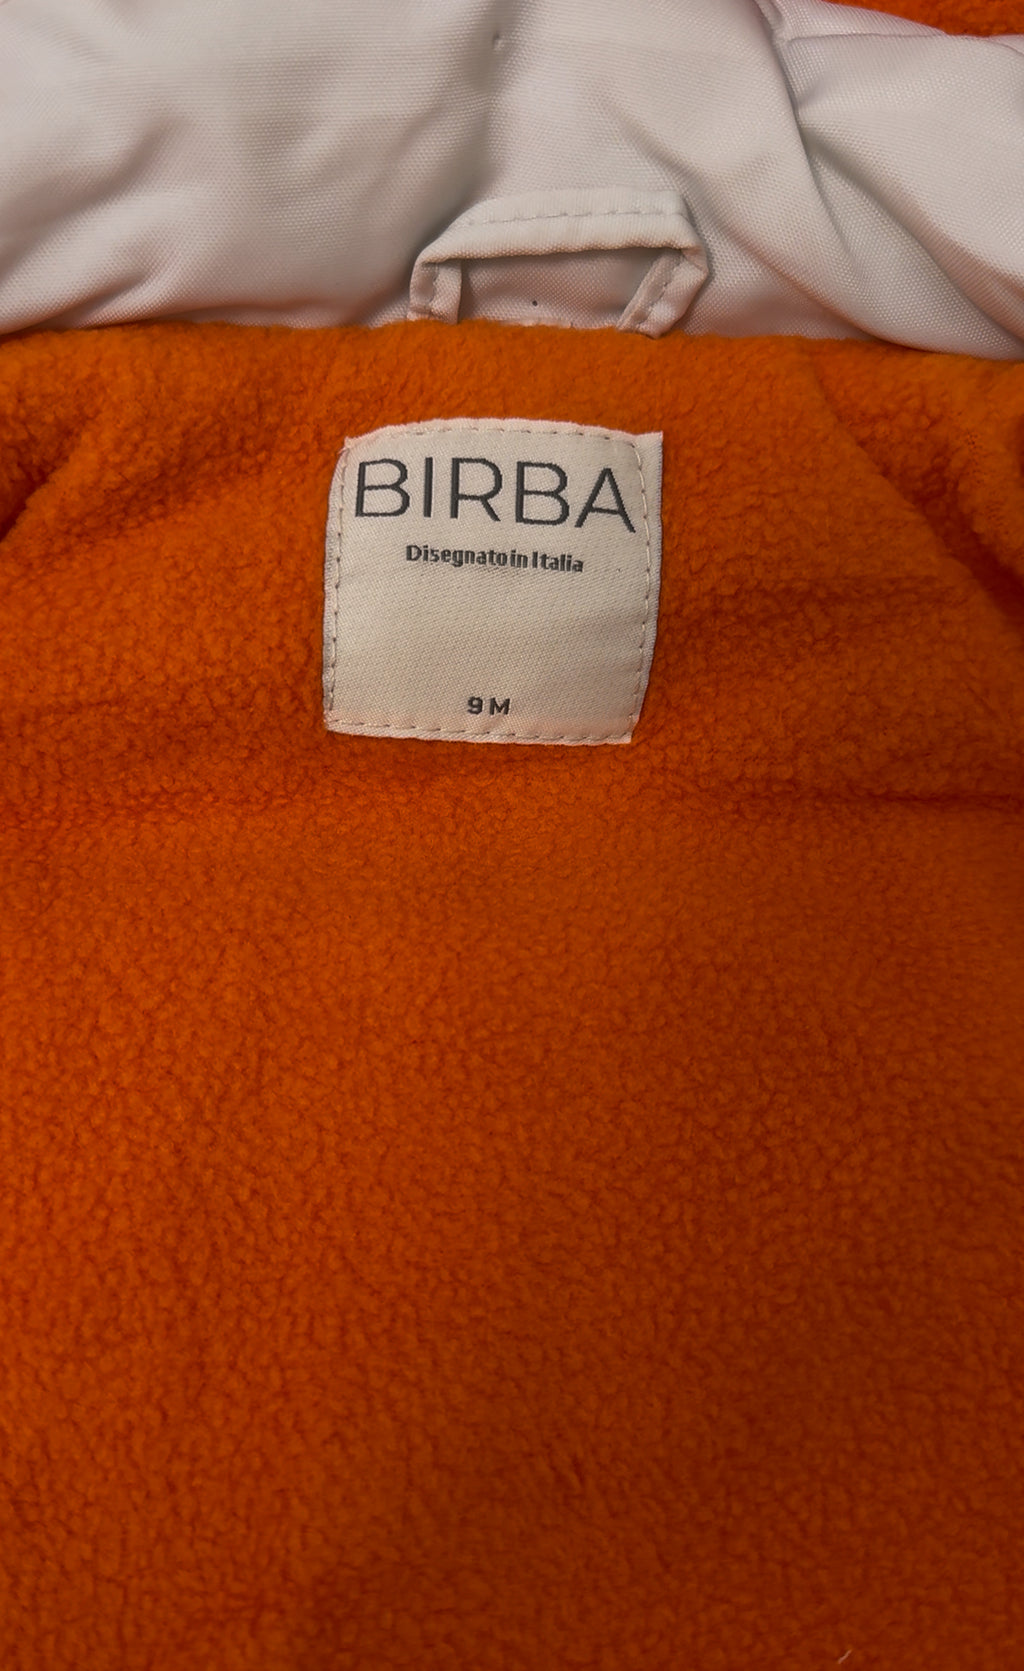 BIRBA
Disegnato in Italia
9 M